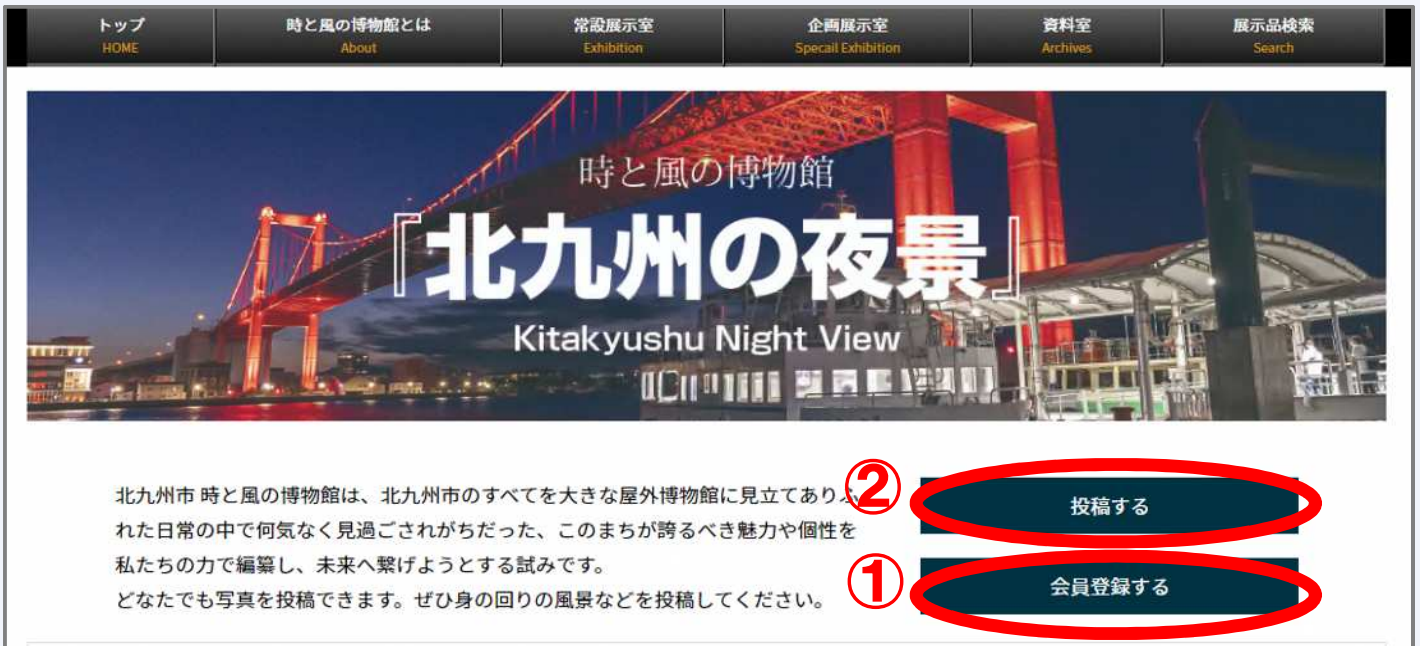 トップ
HOME
時と風の博物館とは
About
常設展示室
Exhibition
企画展示室
Specail Exhibition
資料室
Archives
展示品検索
Search
時と風の博物館
『北九州の夜景』
Kitakyushu Night View
北九州市 時と風の博物館は、北九州市のすべてを大きな屋外博物館に見立てありふ
れた日常の中で何気なく見過ごされがちだった、このまちが誇るべき魅力や個性を
私たちの力で編纂し、未来へ繋げようとする試みです。
どなたでも写真を投稿できます。ぜひ身の回りの風景などを投稿してください。
② 投稿する
① 会員登録する